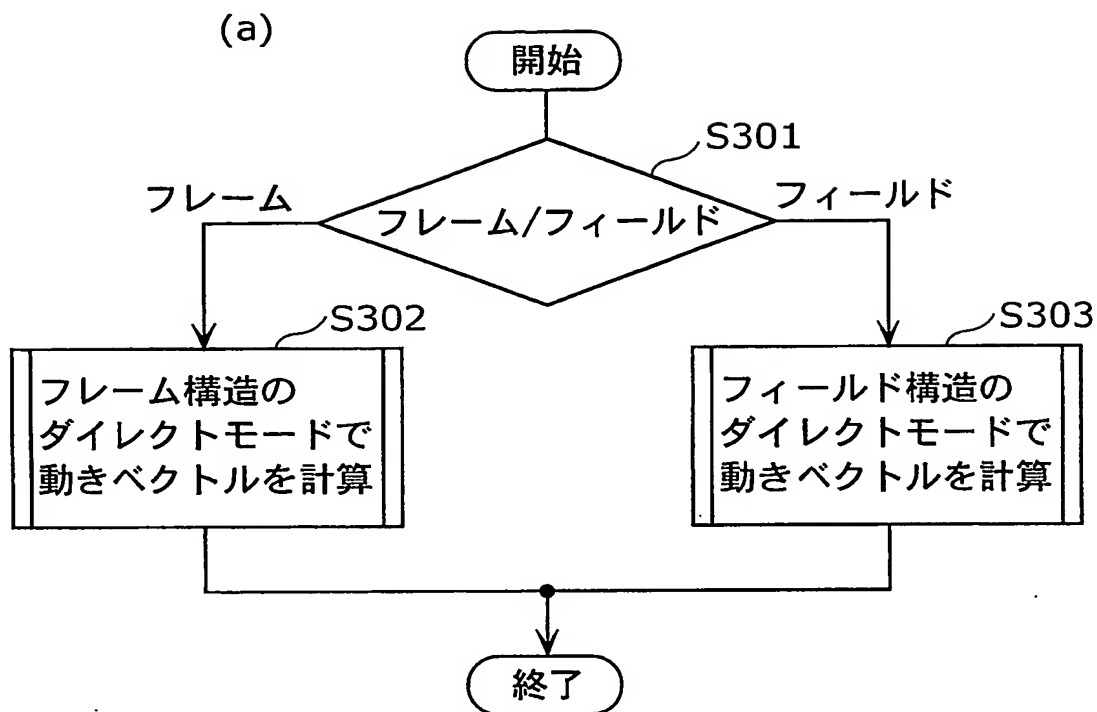 (a)
開始
S301
フレーム
フィールド
フレーム/フィールド
S302
S303
フレーム構造の
ダイレクトモードで
動きベクトルを計算
フィールド構造の
ダイレクトモードで
動きベクトルを計算
終了